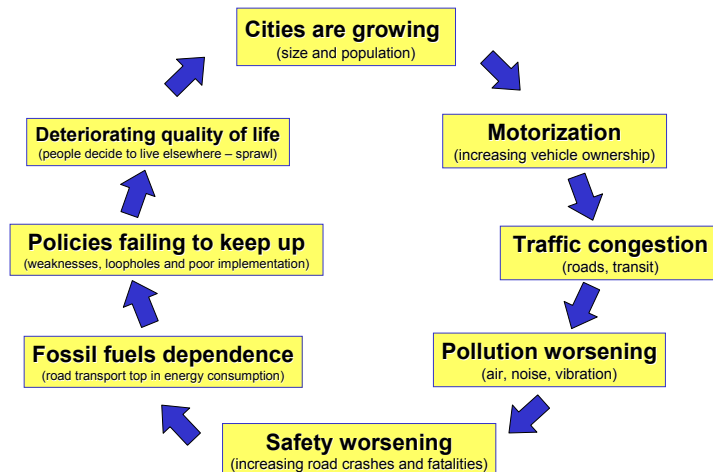 Cities are growing
(size and population)
Motorization
(increasing vehicle ownership)
Traffic congestion
(roads, transit)
Pollution worsening
(air, noise, vibration)
Safety worsening
(increasing road crashes and fatalities)
Fossil fuels dependence
(road transport top in energy consumption)
Policies failing to keep up
(weaknesses, loopholes and poor implementation)
Deteriorating quality of life
(people decide to live elsewhere – sprawl)